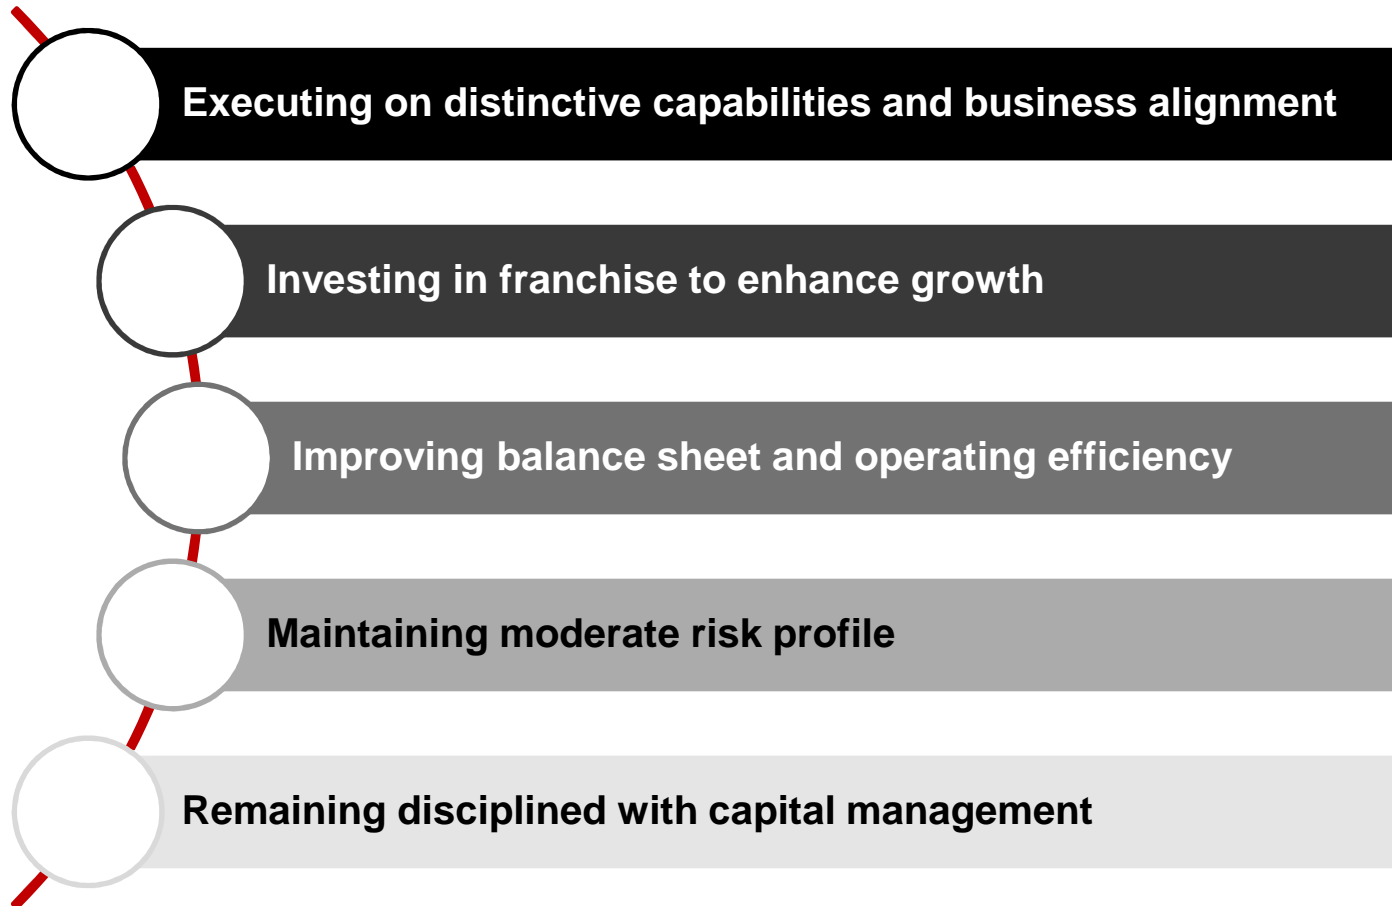 Executing on distinctive capabilities and business alignment
Investing in franchise to enhance growth
Improving balance sheet and operating efficiency
Maintaining moderate risk profile
Remaining disciplined with capital management